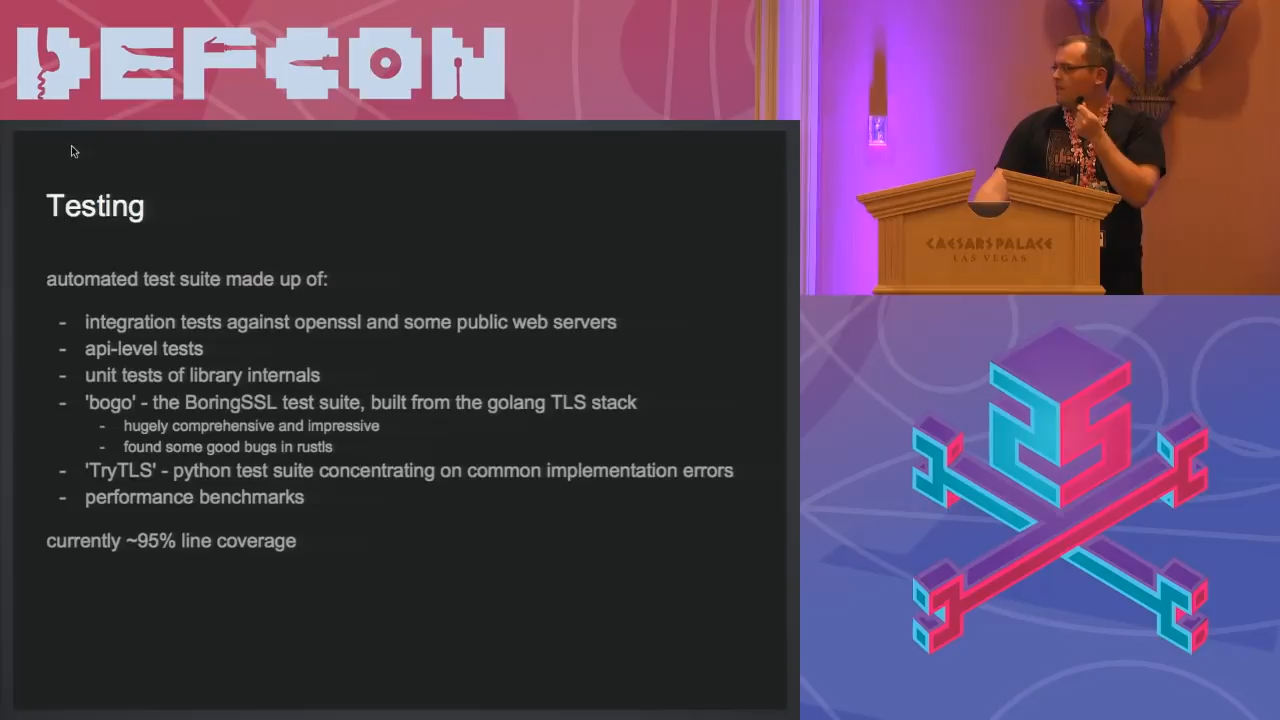 DEFCON
Testing
automated test suite made up of:
- integration tests against openssl and some public web servers
- api-level tests
- unit tests of library internals
- 'bogo' - the BoringSSL test suite, built from the golang TLS stack
- hugely comprehensive and impressive
- found some good bugs in rustls
- 'TryTLS' - python test suite concentrating on common implementation errors
- performance benchmarks
currently ~95% line coverage
CAESARS PALACE
LAS VEGAS
25